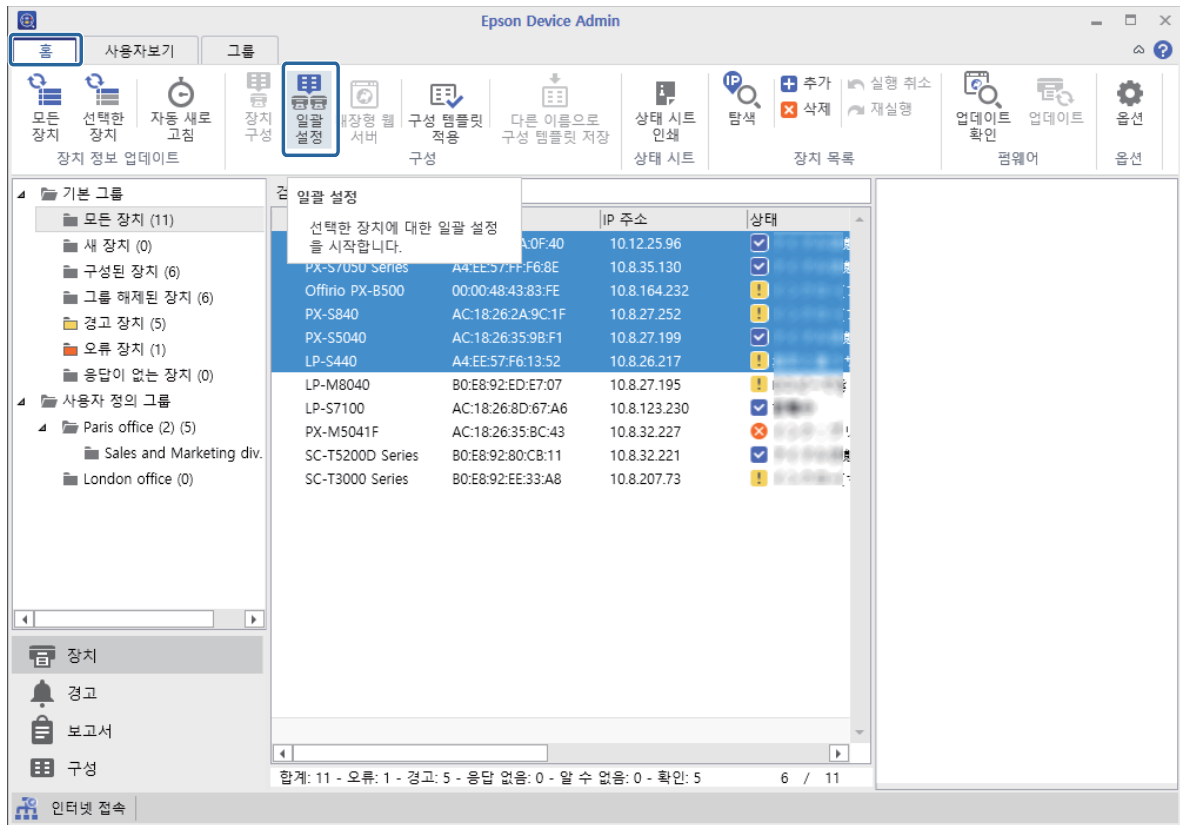 Epson Device Admin
홈 사용자보기 그룹
모든 장치
선택한 장치
자동 새로 고침
장치 구성
일괄 설정
웹 서버
구성 템플릿 적용
다른 이름으로 구성 템플릿 저장
상태 시트 인쇄
IP
탐색
추가
삭제
실행 취소
재실행
업데이트 확인
업데이트
옵션
장치 정보 업데이트 구성 상태 시트 장치 목록 펌웨어 옵션
기본 그룹
모든 장치 (11)
새 장치 (0)
구성된 장치 (6)
그룹 해제된 장치 (6)
경고 장치 (5)
오류 장치 (1)
응답이 없는 장치 (0)
사용자 정의 그룹
Paris office (2) (5)
Sales and Marketing div.
London office (0)
장치
경고
보고서
구성
일괄 설정
선택한 장치에 대한 일괄 설정
을 시작합니다.
IP 주소 상태
A:0F:40 10.12.25.96
PX-S7050 Series A4:EE:57:FF:F6:8E 10.8.35.130
Offirio PX-B500 00:00:48:43:83:FE 10.8.164.232
PX-S840 AC:18:26:2A:9C:1F 10.8.27.252
PX-S5040 AC:18:26:35:9B:F1 10.8.27.199
LP-S440 A4:EE:57:F6:13:52 10.8.26.217
LP-M8040 B0:E8:92:ED:E7:07 10.8.27.195
LP-S7100 AC:18:26:8D:67:A6 10.8.123.230
PX-M5041F AC:18:26:35:BC:43 10.8.32.227
SC-T5200D Series B0:E8:92:80:CB:11 10.8.32.221
SC-T3000 Series B0:E8:92:EE:33:A8 10.8.207.73
합계: 11 - 오류: 1 - 경고: 5 - 응답 없음: 0 - 알 수 없음: 0 - 확인: 5 6 / 11
인터넷 접속